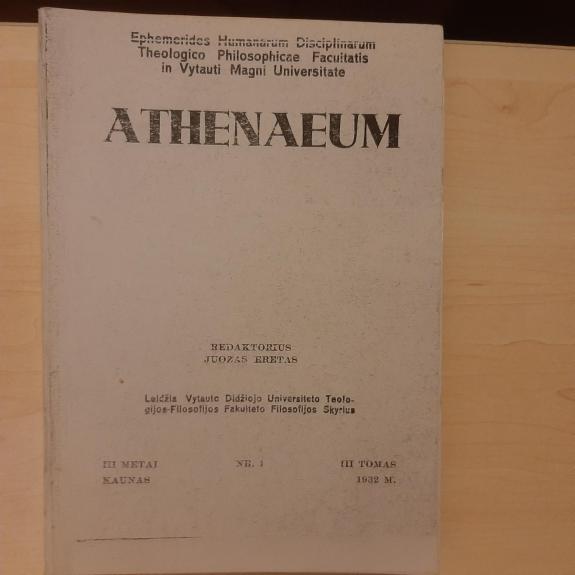 Ephemerides Humanarum Disciplinarum
Theologico Philosophicae Facultatis
in Vytauti Magni Universitate
ATHENAEUM
REDAKTORIUS
JUOZAS ERETAS
Leidžia Vytauto Didžiojo Universiteto Teolo-
gijos-Filosofijos Fakulteto Filosofijos Skyrius
III METAI NR. 1 III TOMAS
KAUNAS 1932 M.